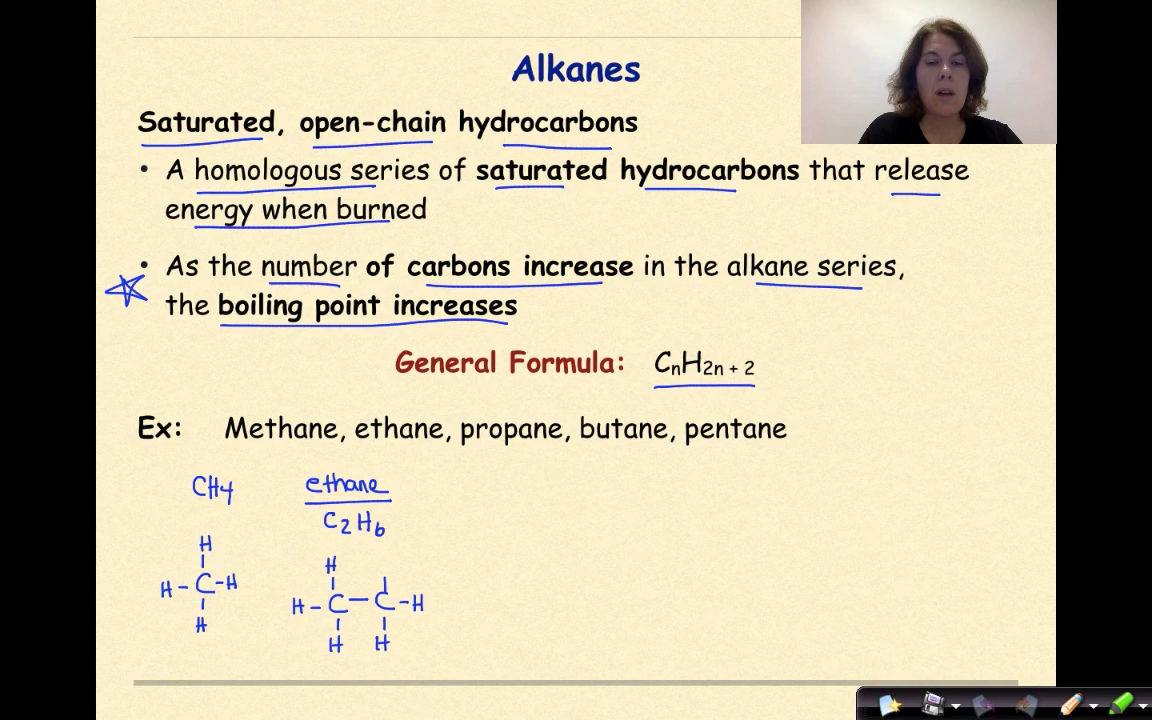 Alkanes
Saturated, open-chain hydrocarbons
• A homologous series of saturated hydrocarbons that release
energy when burned
• As the number of carbons increase in the alkane series,
the boiling point increases
General Formula: CnH2n + 2
Ex: Methane, ethane, propane, butane, pentane
CH4 ethane
C2H6
H
H
H - C - H
H - C - C - H
H
H H